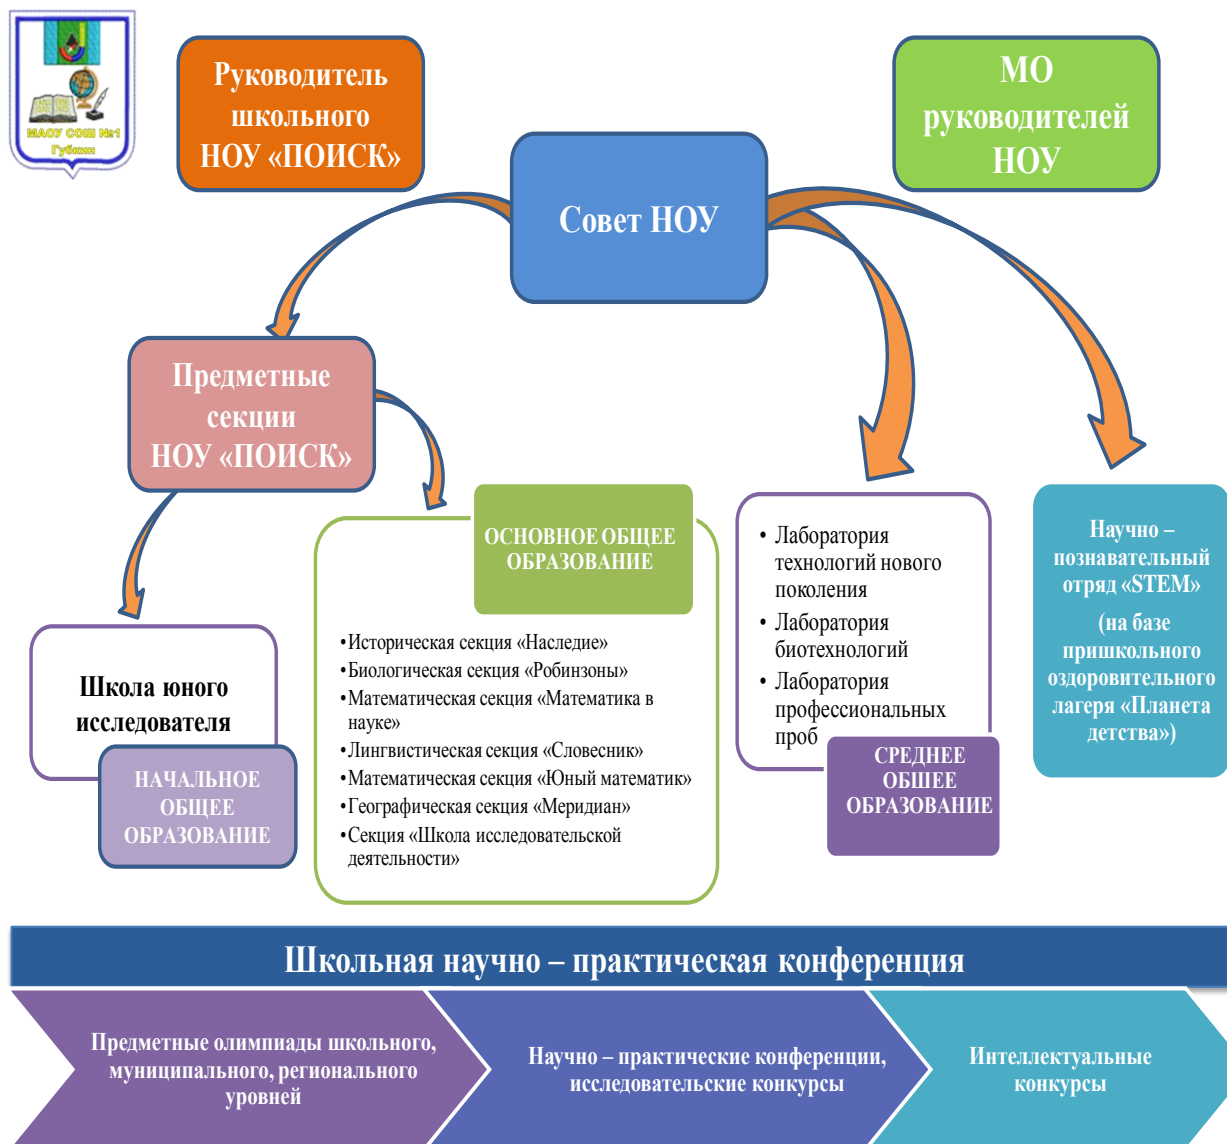 МАОУ СОШ №1
Губкин
Руководитель
школьного
НОУ «ПОИСК»
МО
руководителей
НОУ
Совет НОУ
Предметные
секции
НОУ «ПОИСК»
Школа юного
исследователя
НАЧАЛЬНОЕ
ОБЩЕЕ
ОБРАЗОВАНИЕ
ОСНОВНОЕ ОБЩЕЕ
ОБРАЗОВАНИЕ
•Историческая секция «Наследие»
•Биологическая секция «Робинзоны»
•Математическая секция «Математика в
науке»
•Лингвистическая секция «Словесник»
•Математическая секция «Юный математик»
•Географическая секция «Меридиан»
•Секция «Школа исследовательской
деятельности»
• Лаборатория
технологий нового
поколения
• Лаборатория
биотехнологий
• Лаборатория
профессиональных
проб
СРЕДНЕЕ
ОБШЕЕ
ОБРАЗОВАНИЕ
Научно –
познавательный
отряд «STEM»
(на базе
пришкольного
оздоровительного
лагеря «Планета
детства»)
Школьная научно – практическая конференция
Предметные олимпиады школьного,
муниципального, регионального
уровней
Научно – практические конференции,
исследовательские конкурсы
Интеллектуальные
конкурсы